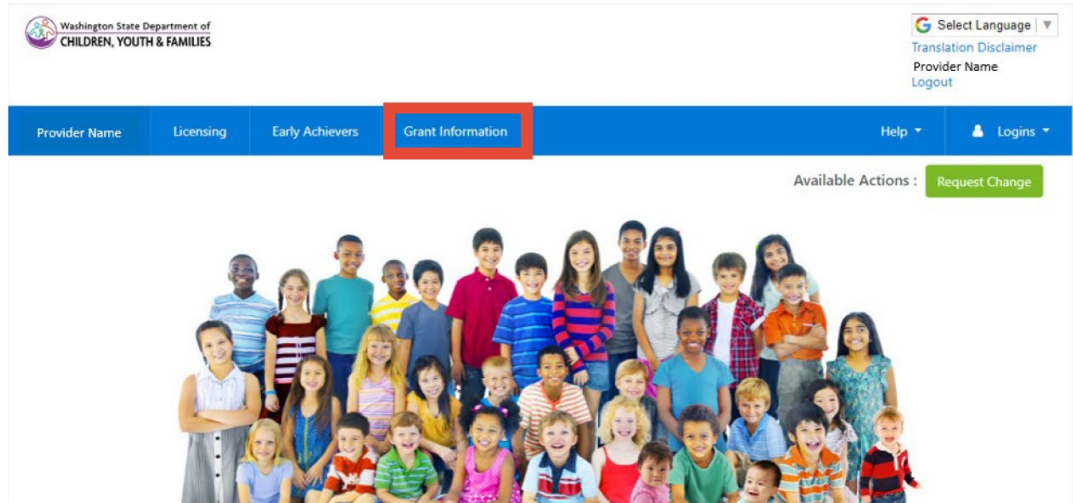 Washington State Department of
CHILDREN, YOUTH & FAMILIES
Select Language
Translation Disclaimer
Provider Name
Logout
Provider Name Licensing Early Achievers Grant Information Help Logins
Available Actions : Request Change